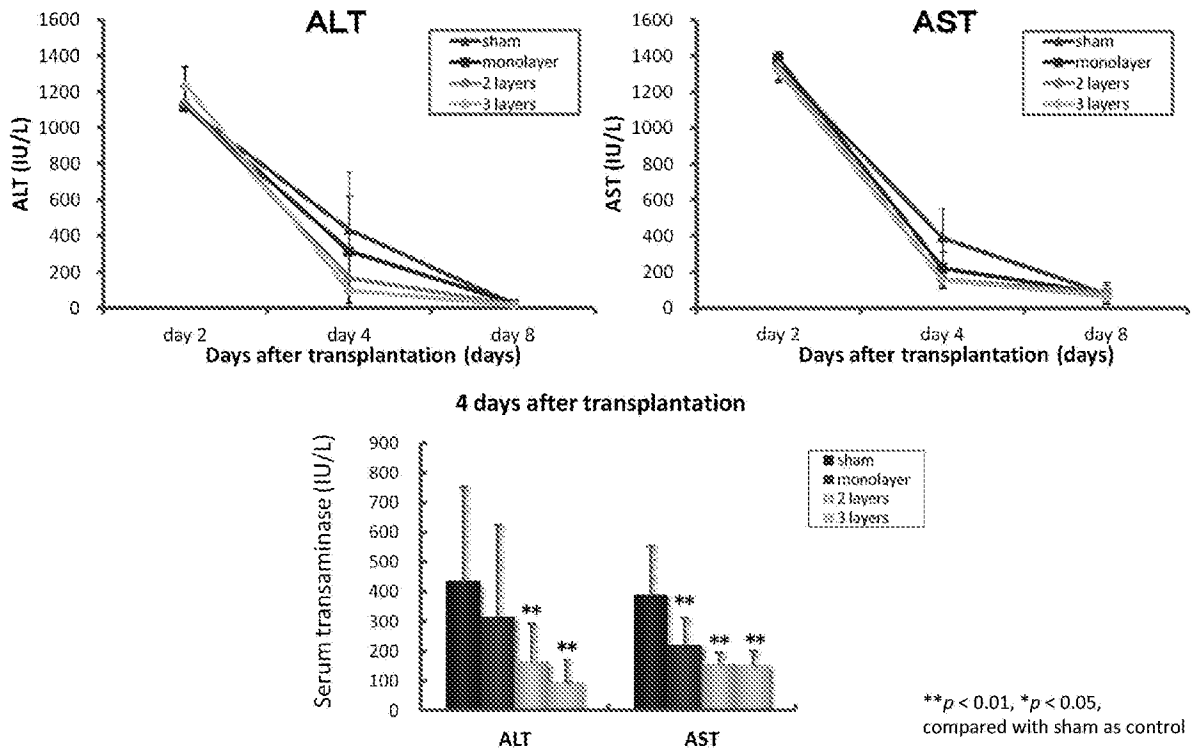 ALT
1600
1400
1200
1000
800
600
400
200
0
ALT (IU/L)
sham
monolayer
2 layers
3 layers
day 2
day 4
day 8
Days after transplantation (days)
AST
1600
1400
1200
1000
800
600
400
200
0
AST (IU/L)
sham
monolayer
2 layers
3 layers
day 2
day 4
day 8
Days after transplantation (days)
4 days after transplantation
900
800
700
600
500
400
300
200
100
0
Serum transaminase (IU/L)
sham
monolayer
2 layers
3 layers
**
**
**
**
**
ALT
AST
**p < 0.01, *p < 0.05,
compared with sham as control